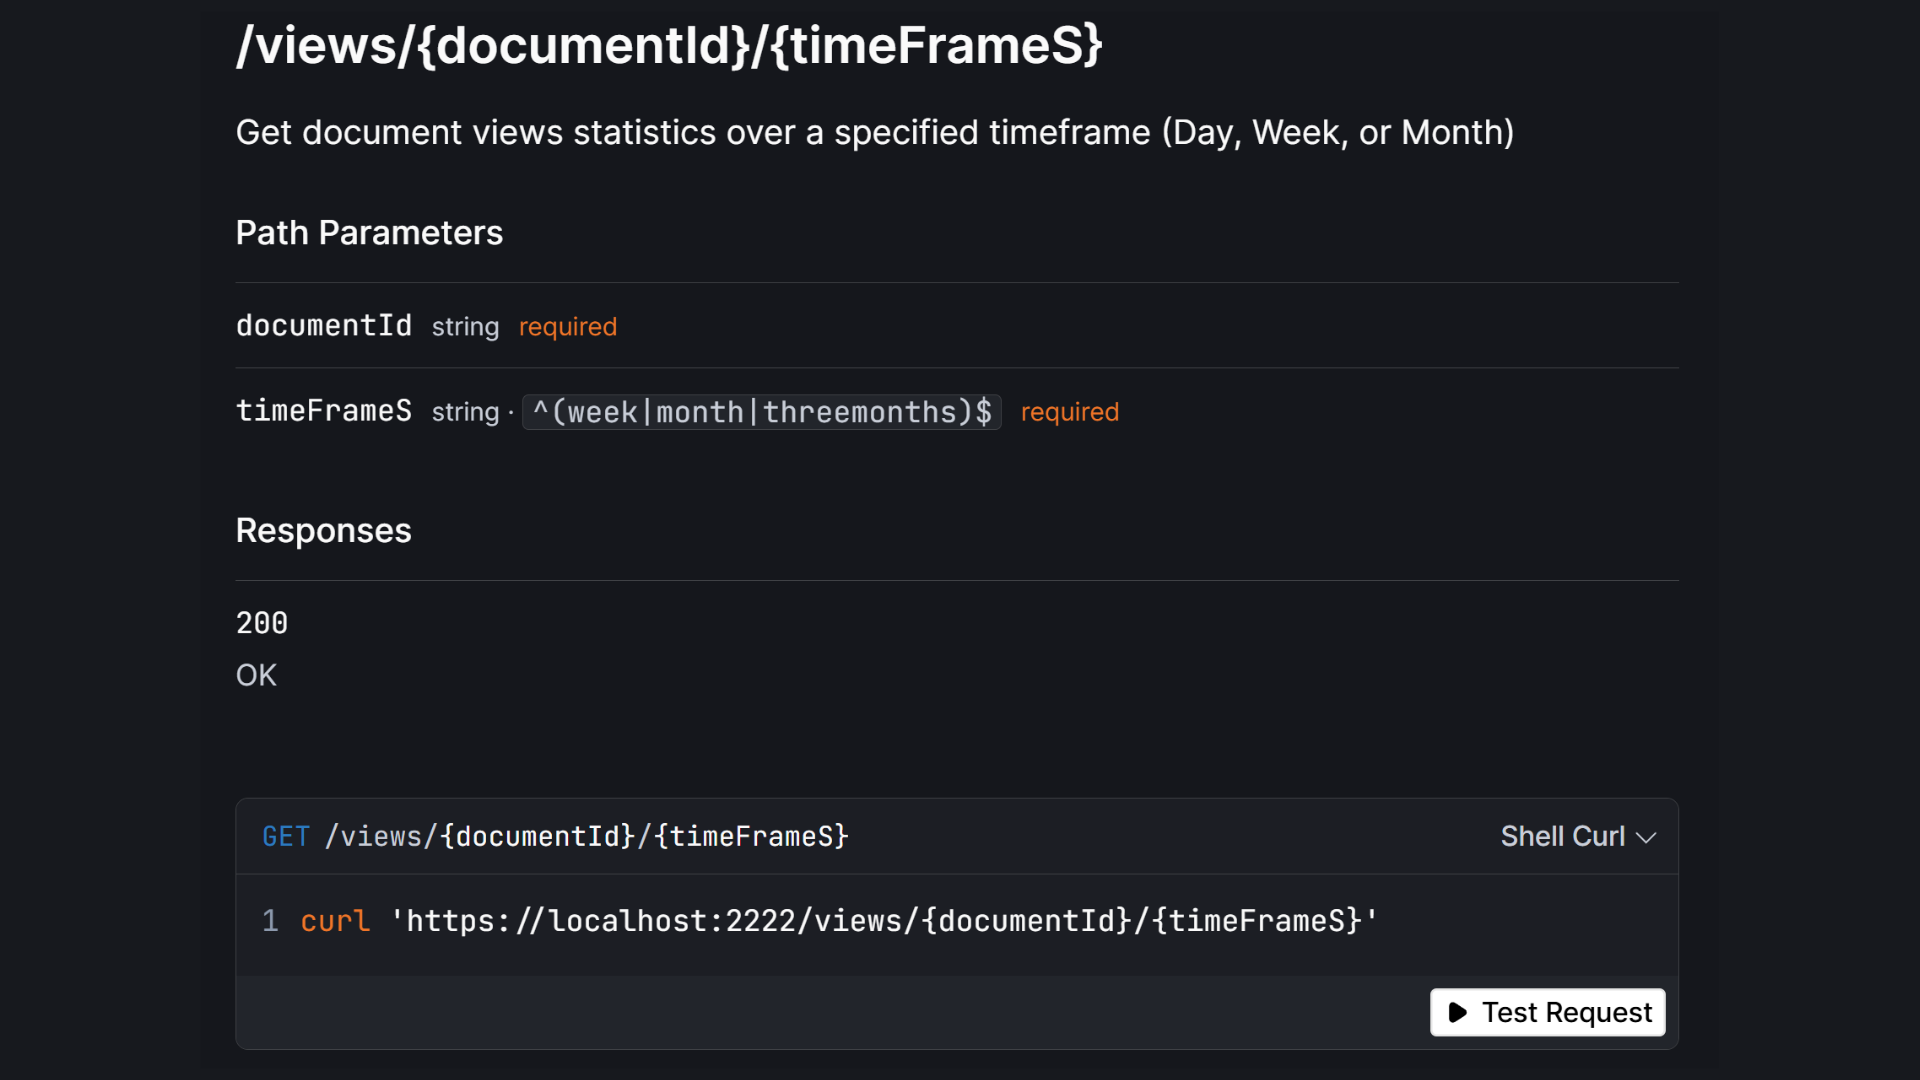 /views/{documentId}/{timeFrameS}
Get document views statistics over a specified timeframe (Day, Week, or Month)
Path Parameters
documentId string required
timeFrameS string · ^(week|month|threemonths)$ required
Responses
200
OK
GET /views/{documentId}/{timeFrameS} Shell Curl
1 curl 'https://localhost:2222/views/{documentId}/{timeFrameS}'
Test Request